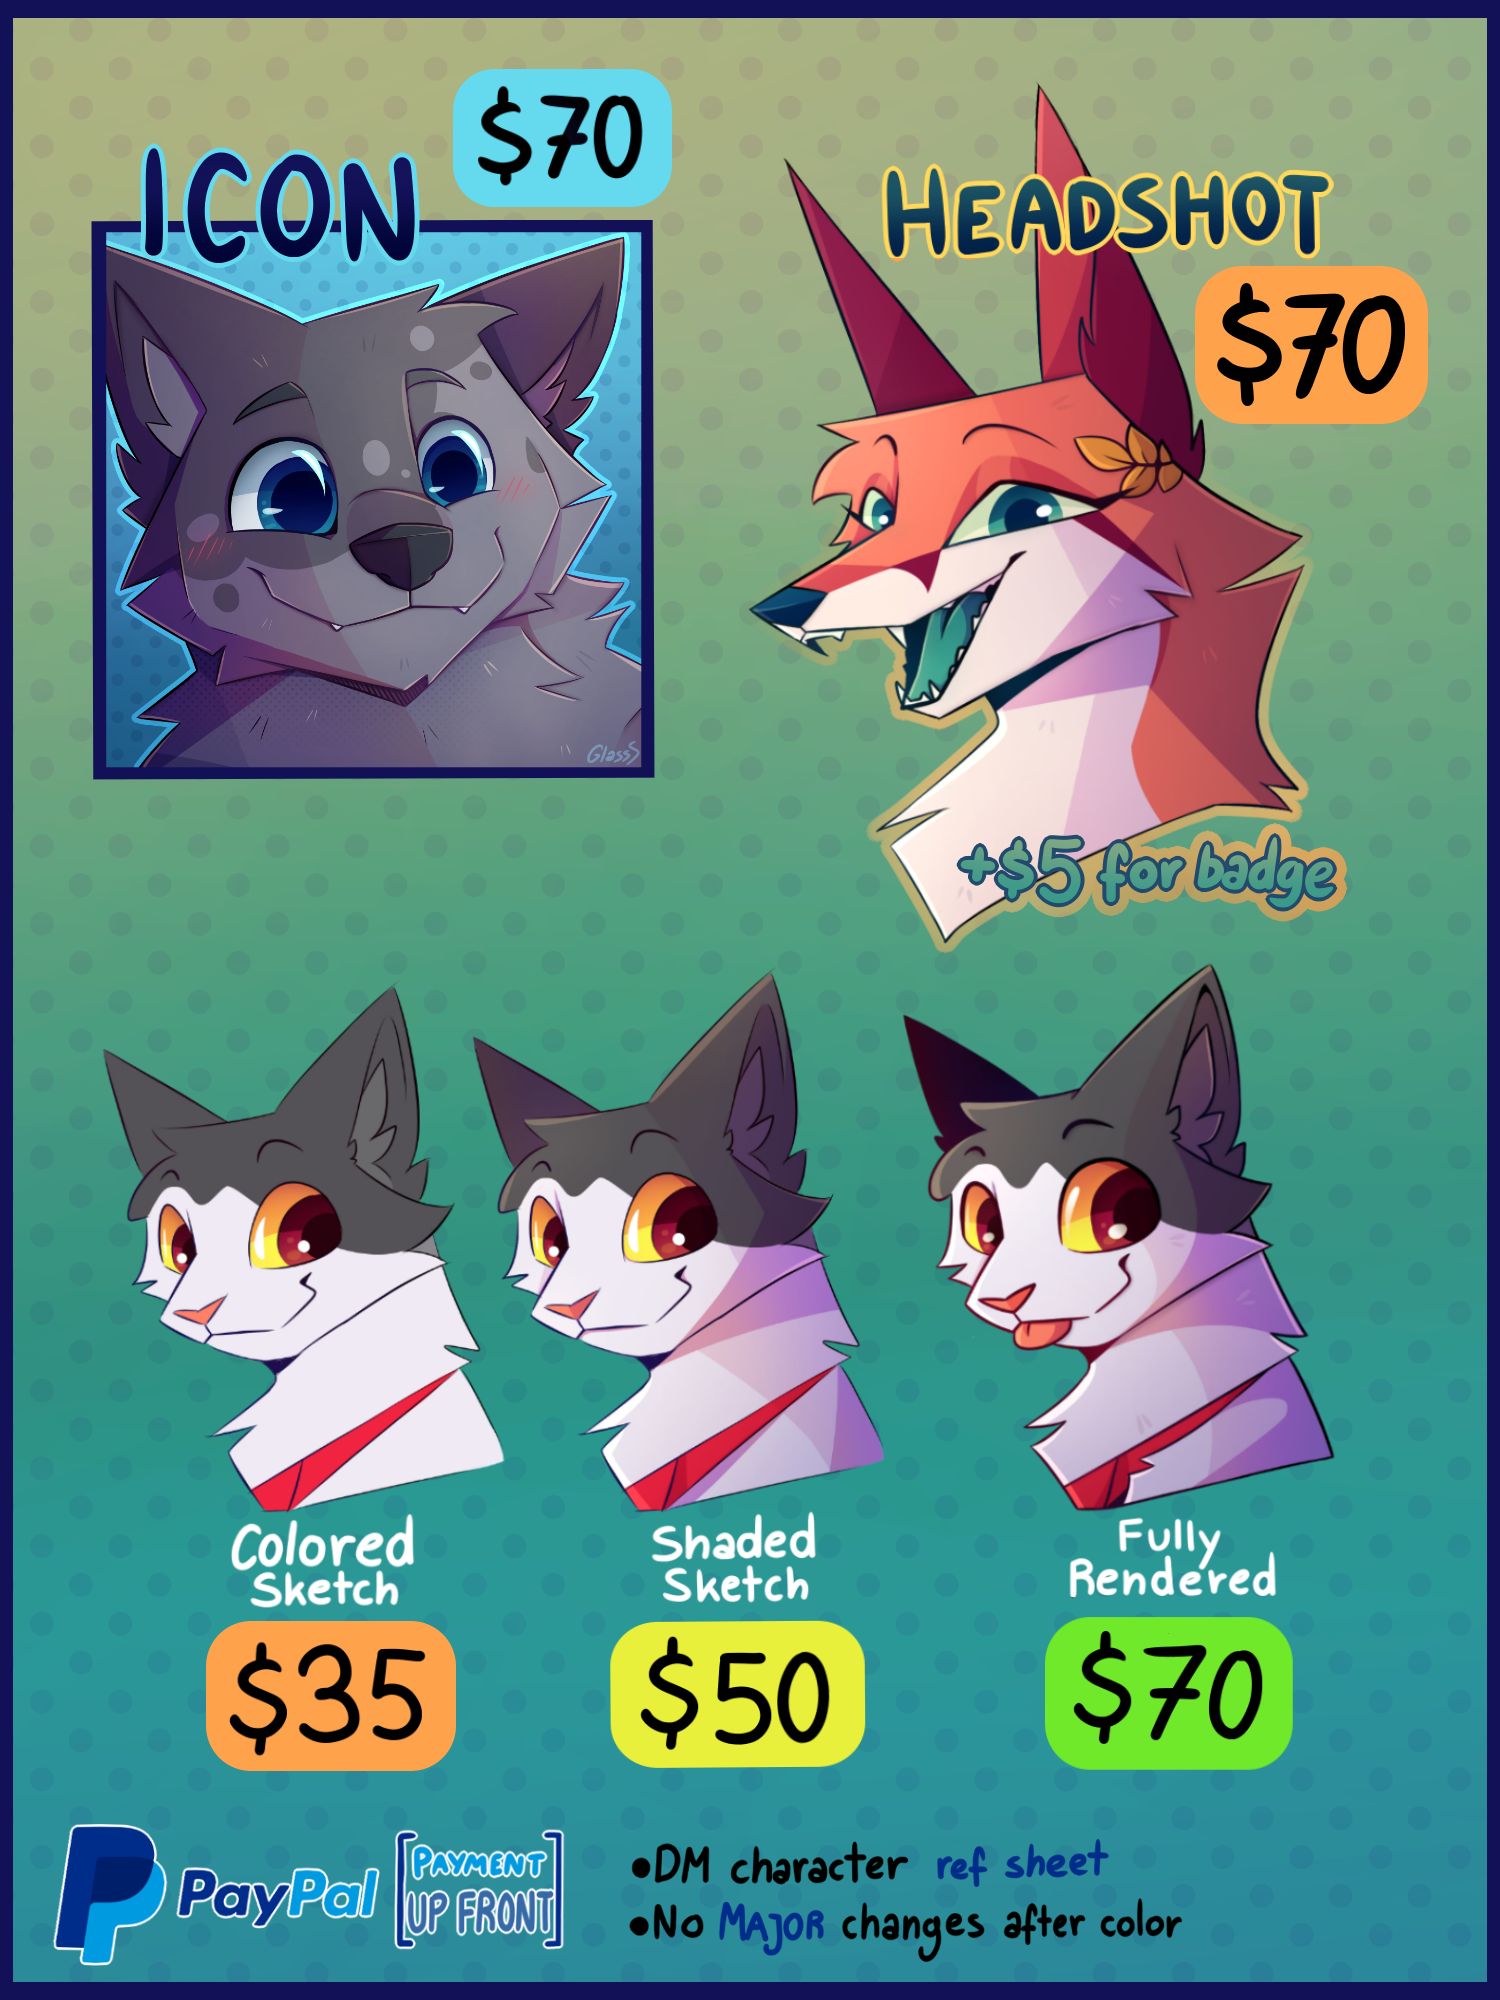 ICON
$70
HEADSHOT
$70
GlassS
+$5 for badge
Colored
Sketch
$35
Shaded
Sketch
$50
Fully
Rendered
$70
PayPal
[PAYMENT
UP FRONT]
•DM character ref sheet
•No MAJOR changes after color